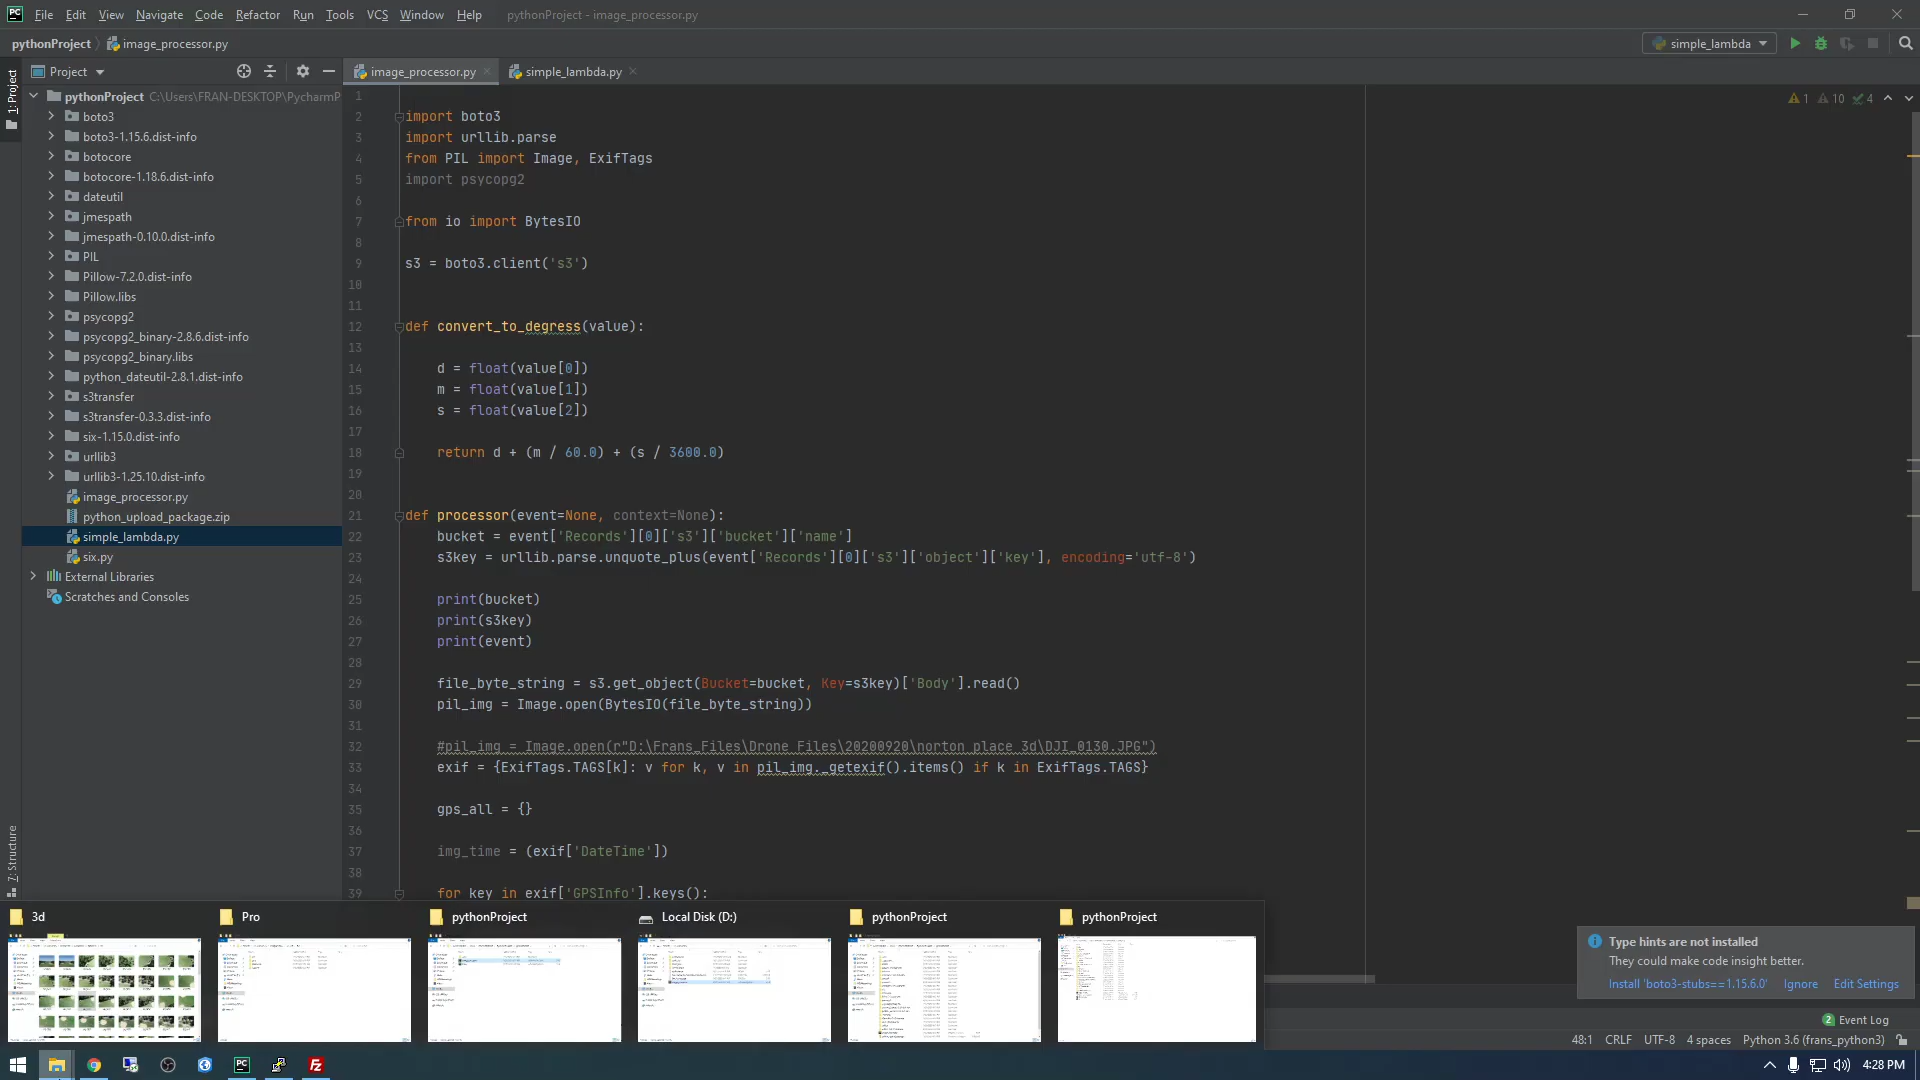 PC File Edit View Navigate Code Refactor Run Tools VCS Window Help pythonProject - image_processor.py
pythonProject image_processor.py simple_lambda
1: Project
Project
image_processor.py simple_lambda.py
pythonProject C:\Users\FRAN-DESKTOP\PycharmP
boto3
boto3-1.15.6.dist-info
botocore
botocore-1.18.6.dist-info
dateutil
jmespath
jmespath-0.10.0.dist-info
PIL
Pillow-7.2.0.dist-info
Pillow.libs
psycopg2
psycopg2_binary-2.8.6.dist-info
psycopg2_binary.libs
python_dateutil-2.8.1.dist-info
s3transfer
s3transfer-0.3.3.dist-info
six-1.15.0.dist-info
urllib3
urllib3-1.25.10.dist-info
image_processor.py
python_upload_package.zip
simple_lambda.py
six.py
External Libraries
Scratches and Consoles
7: Structure
1 10 4
1
2 import boto3
3 import urllib.parse
4 from PIL import Image, ExifTags
5 import psycopg2
6
7 from io import BytesIO
8
9 s3 = boto3.client('s3')
10
11
12 def convert_to_degress(value):
13
14 d = float(value[0])
15 m = float(value[1])
16 s = float(value[2])
17
18 return d + (m / 60.0) + (s / 3600.0)
19
20
21 def processor(event=None, context=None):
22 bucket = event['Records'][0]['s3']['bucket']['name']
23 s3key = urllib.parse.unquote_plus(event['Records'][0]['s3']['object']['key'], encoding='utf-8')
24
25 print(bucket)
26 print(s3key)
27 print(event)
28
29 file_byte_string = s3.get_object(Bucket=bucket, Key=s3key)['Body'].read()
30 pil_img = Image.open(BytesIO(file_byte_string))
31
32 #pil_img = Image.open(r"D:\Frans_Files\Drone_Files\20200920\norton_place_3d\DJI_0130.JPG")
33 exif = {ExifTags.TAGS[k]: v for k, v in pil_img._getexif().items() if k in ExifTags.TAGS}
34
35 gps_all = {}
36
37 img_time = (exif['DateTime'])
38
39 for key in exif['GPSInfo'].keys():
3d Pro pythonProject Local Disk (D:) pythonProject pythonProject
Type hints are not installed
They could make code insight better.
Install 'boto3-stubs==1.15.6.0' Ignore Edit Settings
2 Event Log
48:1 CRLF UTF-8 4 spaces Python 3.6 (frans_python3)
PC Fz 4:28 PM